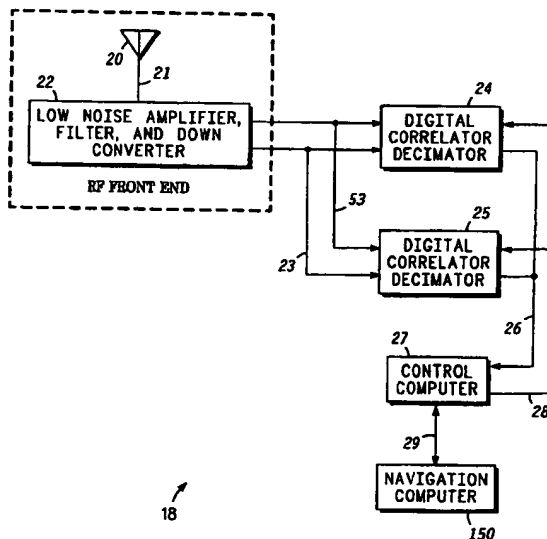 20
21
22
LOW NOISE AMPLIFIER,
FILTER, AND DOWN
CONVERTER
RF FRONT END
24
DIGITAL
CORRELATOR
DECIMATOR
53
23
25
DIGITAL
CORRELATOR
DECIMATOR
26
27
CONTROL
COMPUTER
28
29
NAVIGATION
COMPUTER
150
18